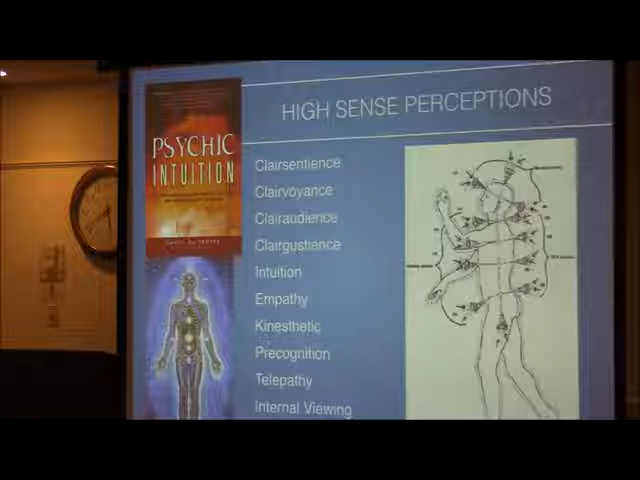 HIGH SENSE PERCEPTIONS
PSYCHIC
INTUITION
Clairsentience
Clairvoyance
Clairaudience
Clairgustience
Intuition
Empathy
Kinesthetic
Precognition
Telepathy
Internal Viewing